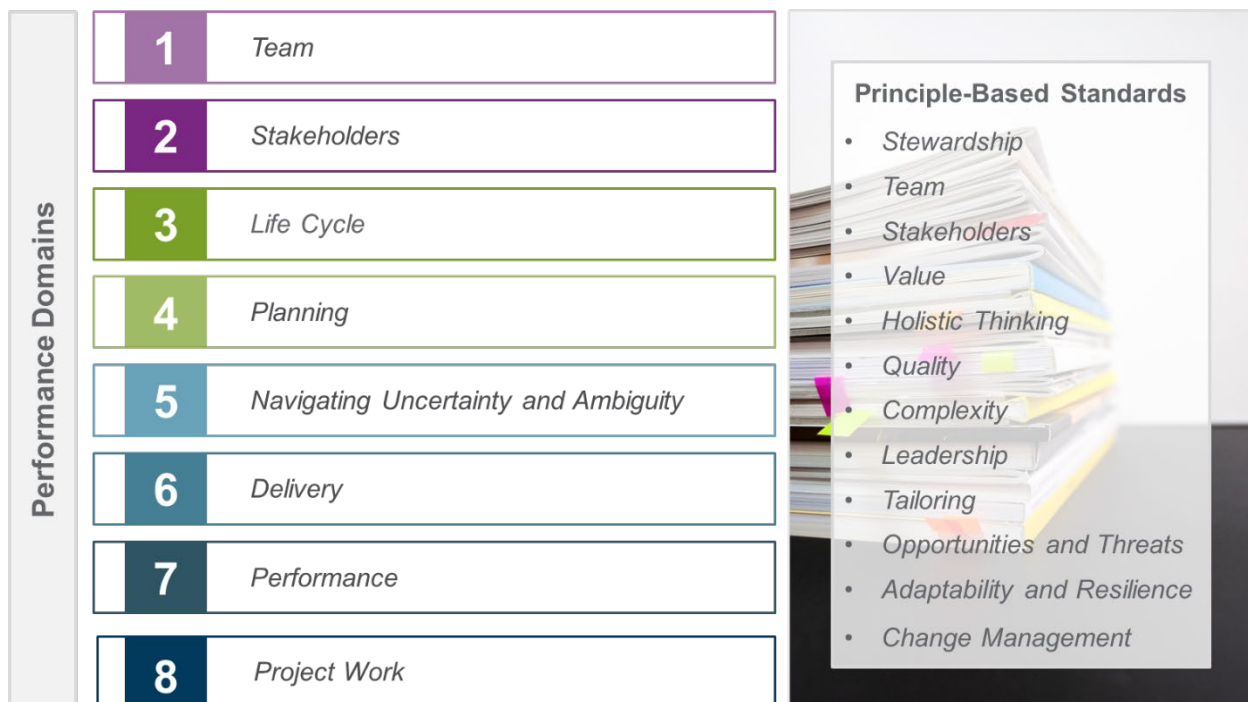 Performance Domains
1
Team
2
Stakeholders
3
Life Cycle
4
Planning
5
Navigating Uncertainty and Ambiguity
6
Delivery
7
Performance
8
Project Work
Principle-Based Standards
• Stewardship
• Team
• Stakeholders
• Value
• Holistic Thinking
• Quality
• Complexity
• Leadership
• Tailoring
• Opportunities and Threats
• Adaptability and Resilience
• Change Management